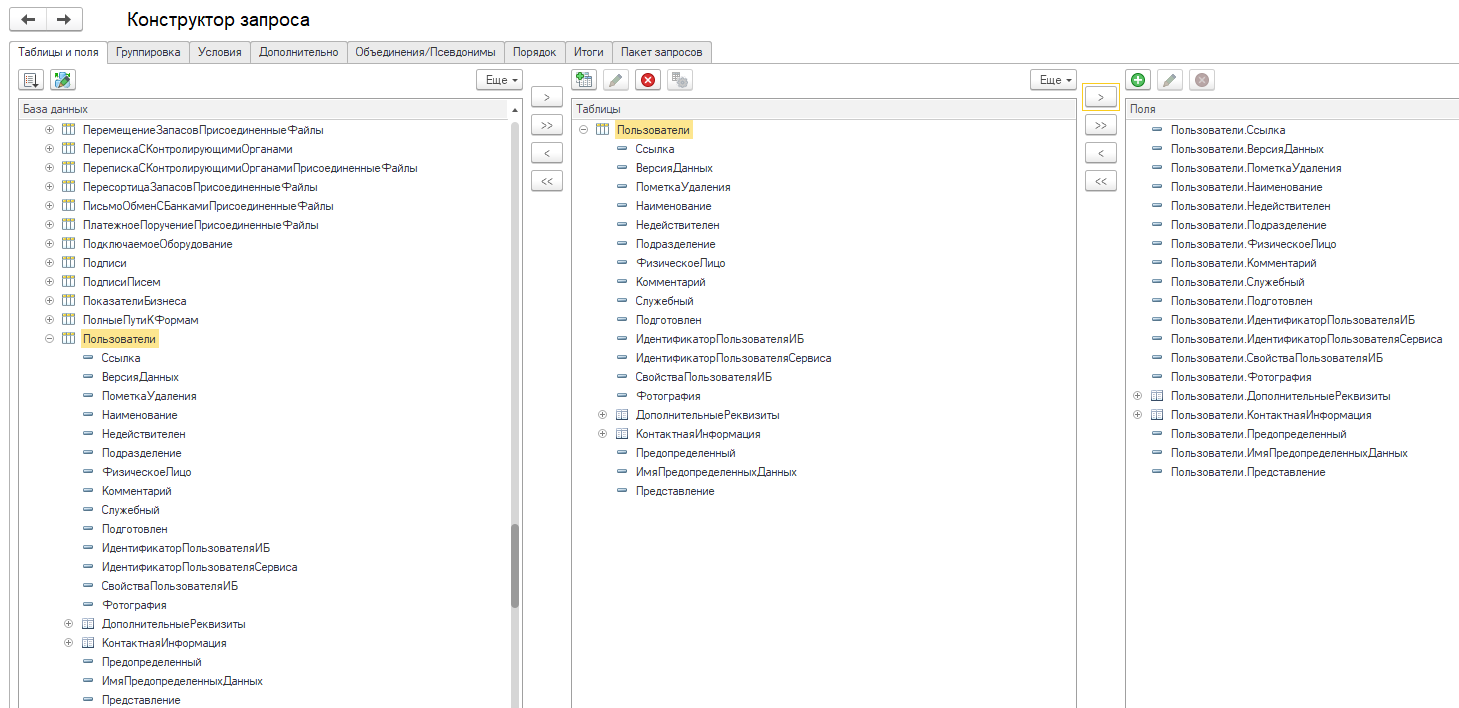 Конструктор запроса
Таблицы и поля Группировка Условия Дополнительно Объединения/Псевдонимы Порядок Итоги Пакет запросов
Еще
База данных
ПеремещениеЗапасовПрисоединенныеФайлы
ПерепискаСКонтролирующимиОрганами
ПерепискаСКонтролирующимиОрганамиПрисоединенныеФайлы
ПересортицаЗапасовПрисоединенныеФайлы
ПисьмоОбменСБанкамиПрисоединенныеФайлы
ПлатежноеПоручениеПрисоединенныеФайлы
ПодключаемоеОборудование
Подписи
ПодписиПисем
ПоказателиБизнеса
ПолныеПутиКФормам
Пользователи
Ссылка
ВерсияДанных
ПометкаУдаления
Наименование
Недействителен
Подразделение
ФизическоеЛицо
Комментарий
Служебный
Подготовлен
ИдентификаторПользователяИБ
ИдентификаторПользователяСервиса
СвойстваПользователяИБ
Фотография
ДополнительныеРеквизиты
КонтактнаяИнформация
Предопределенный
ИмяПредопределенныхДанных
Представление
>
>>
<
<<
Еще
Таблицы
Пользователи
Ссылка
ВерсияДанных
ПометкаУдаления
Наименование
Недействителен
Подразделение
ФизическоеЛицо
Комментарий
Служебный
Подготовлен
ИдентификаторПользователяИБ
ИдентификаторПользователяСервиса
СвойстваПользователяИБ
Фотография
ДополнительныеРеквизиты
КонтактнаяИнформация
Предопределенный
ИмяПредопределенныхДанных
Представление
>
>>
<
<<
Поля
Пользователи.Ссылка
Пользователи.ВерсияДанных
Пользователи.ПометкаУдаления
Пользователи.Наименование
Пользователи.Недействителен
Пользователи.Подразделение
Пользователи.ФизическоеЛицо
Пользователи.Комментарий
Пользователи.Служебный
Пользователи.Подготовлен
Пользователи.ИдентификаторПользователяИБ
Пользователи.ИдентификаторПользователяСервиса
Пользователи.СвойстваПользователяИБ
Пользователи.Фотография
Пользователи.ДополнительныеРеквизиты
Пользователи.КонтактнаяИнформация
Пользователи.Предопределенный
Пользователи.ИмяПредопределенныхДанных
Пользователи.Представление